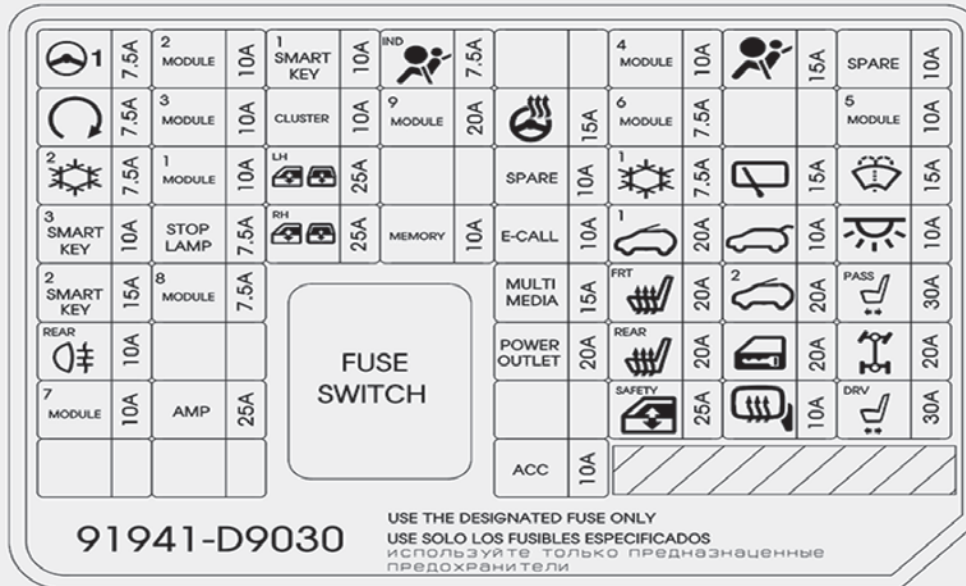 1 7.5A 2 MODULE 10A 1 SMART KEY 10A IND 7.5A 4 MODULE 10A 15A SPARE 10A
7.5A 3 MODULE 10A CLUSTER 10A 9 MODULE 20A 15A 6 MODULE 7.5A 5 MODULE 10A
2 7.5A 1 MODULE 10A LH 25A SPARE 10A 1 7.5A 15A 15A
3 SMART KEY 10A STOP LAMP 7.5A RH 25A MEMORY 10A E-CALL 10A 1 20A 10A 10A
2 SMART KEY 15A 8 MODULE 7.5A MULTI MEDIA 15A FRT 20A 2 20A PASS 30A
REAR 10A POWER OUTLET 20A REAR 20A 20A 20A
7 MODULE 10A AMP 25A SAFETY 25A 10A DRV 30A
FUSE
SWITCH
ACC 10A
91941-D9030
USE THE DESIGNATED FUSE ONLY
USE SOLO LOS FUSIBLES ESPECIFICADOS
используйте только предназнаценные
предохранители